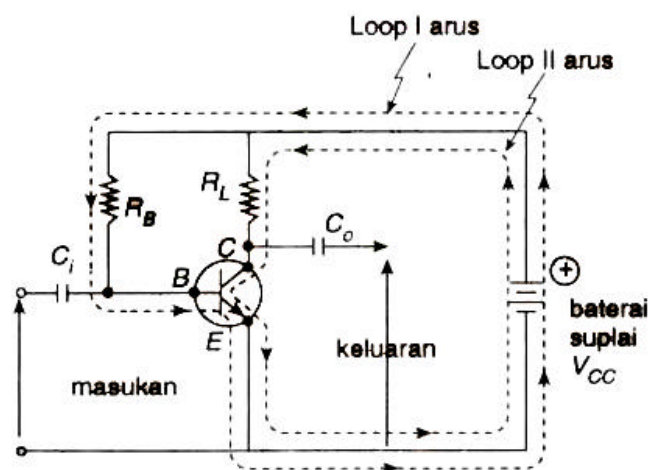 Loop I arus
Loop II arus
R_B
R_L
C_o
C_i
C
B
E
+
baterai
suplai
V_CC
keluaran
masukan